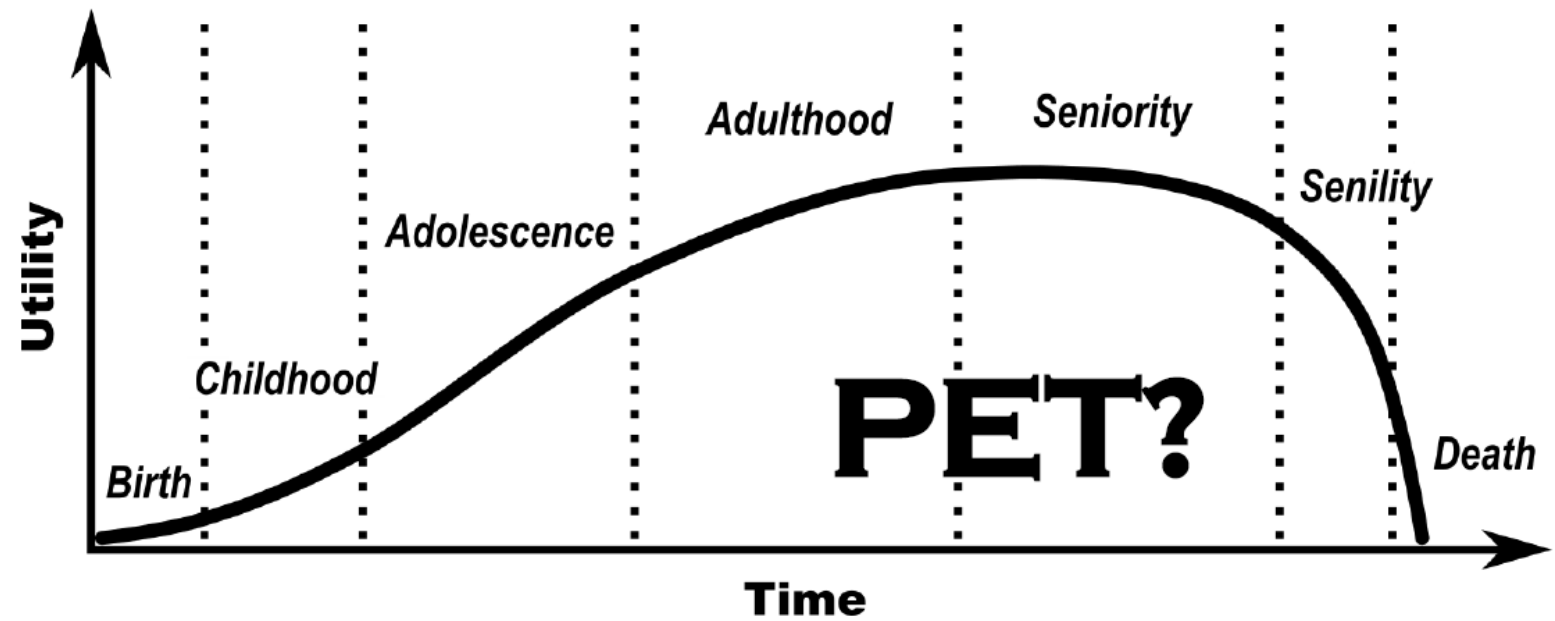 Adulthood
Seniority
Senility
Adolescence
Utility
Childhood
PET?
Birth
Death
Time